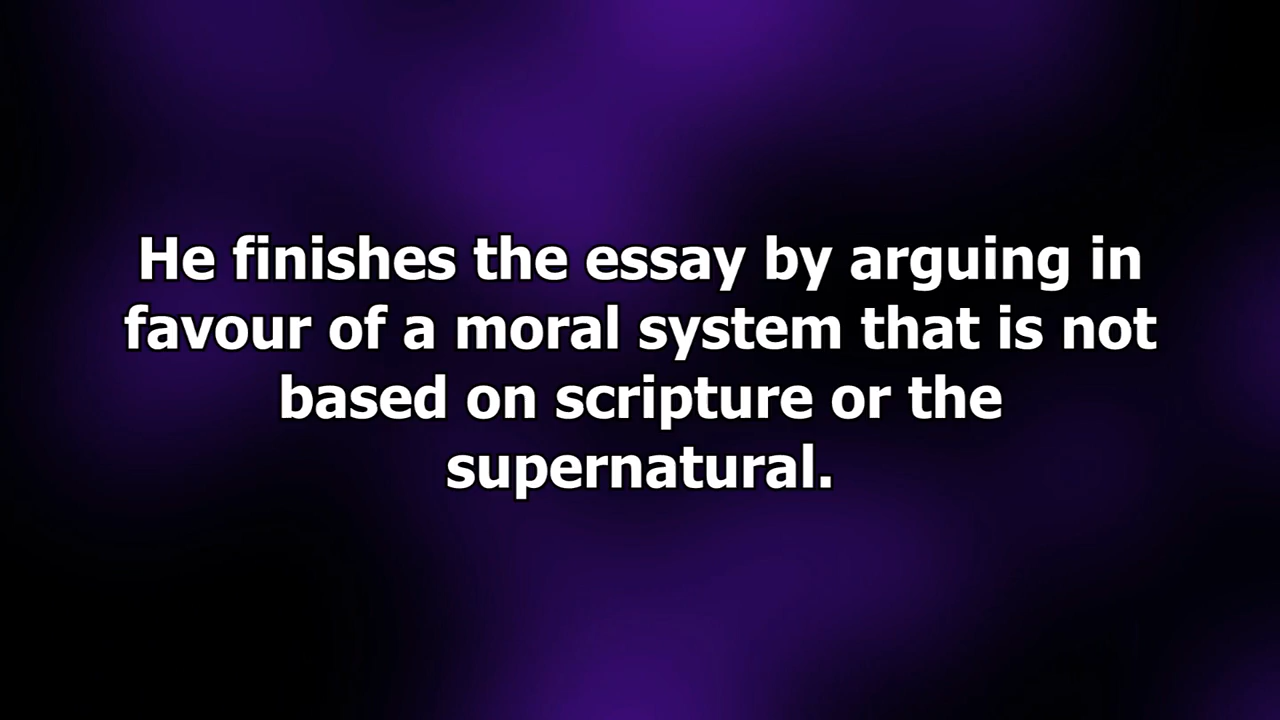 He finishes the essay by arguing in
favour of a moral system that is not
based on scripture or the
supernatural.